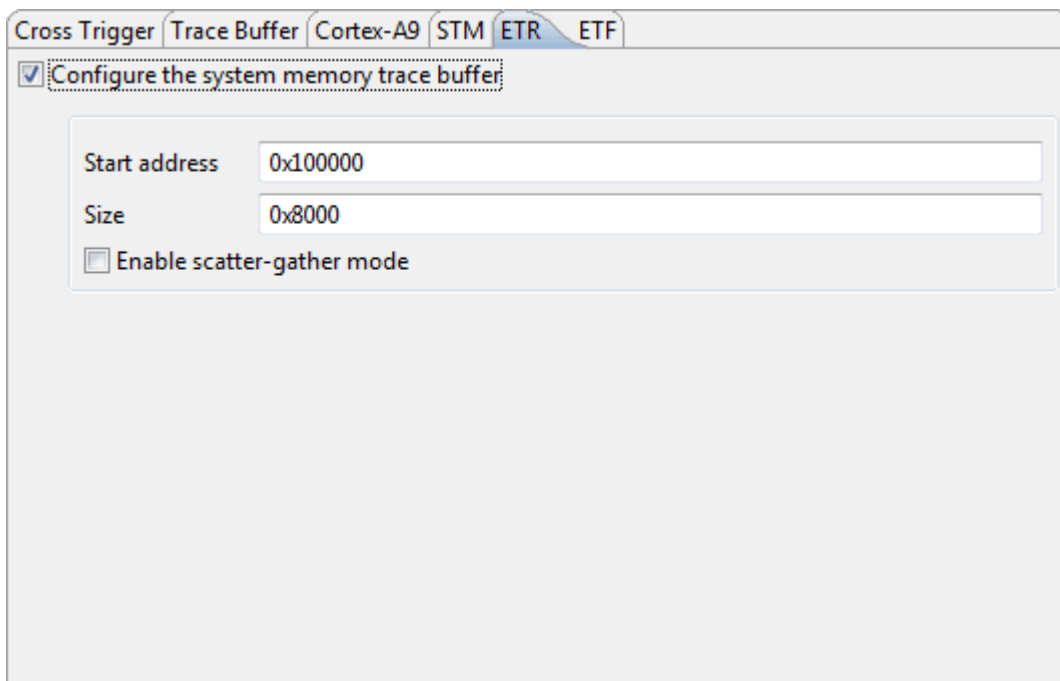 Cross Trigger Trace Buffer Cortex-A9 STM ETR ETF
Configure the system memory trace buffer
Start address 0x100000
Size 0x8000
Enable scatter-gather mode